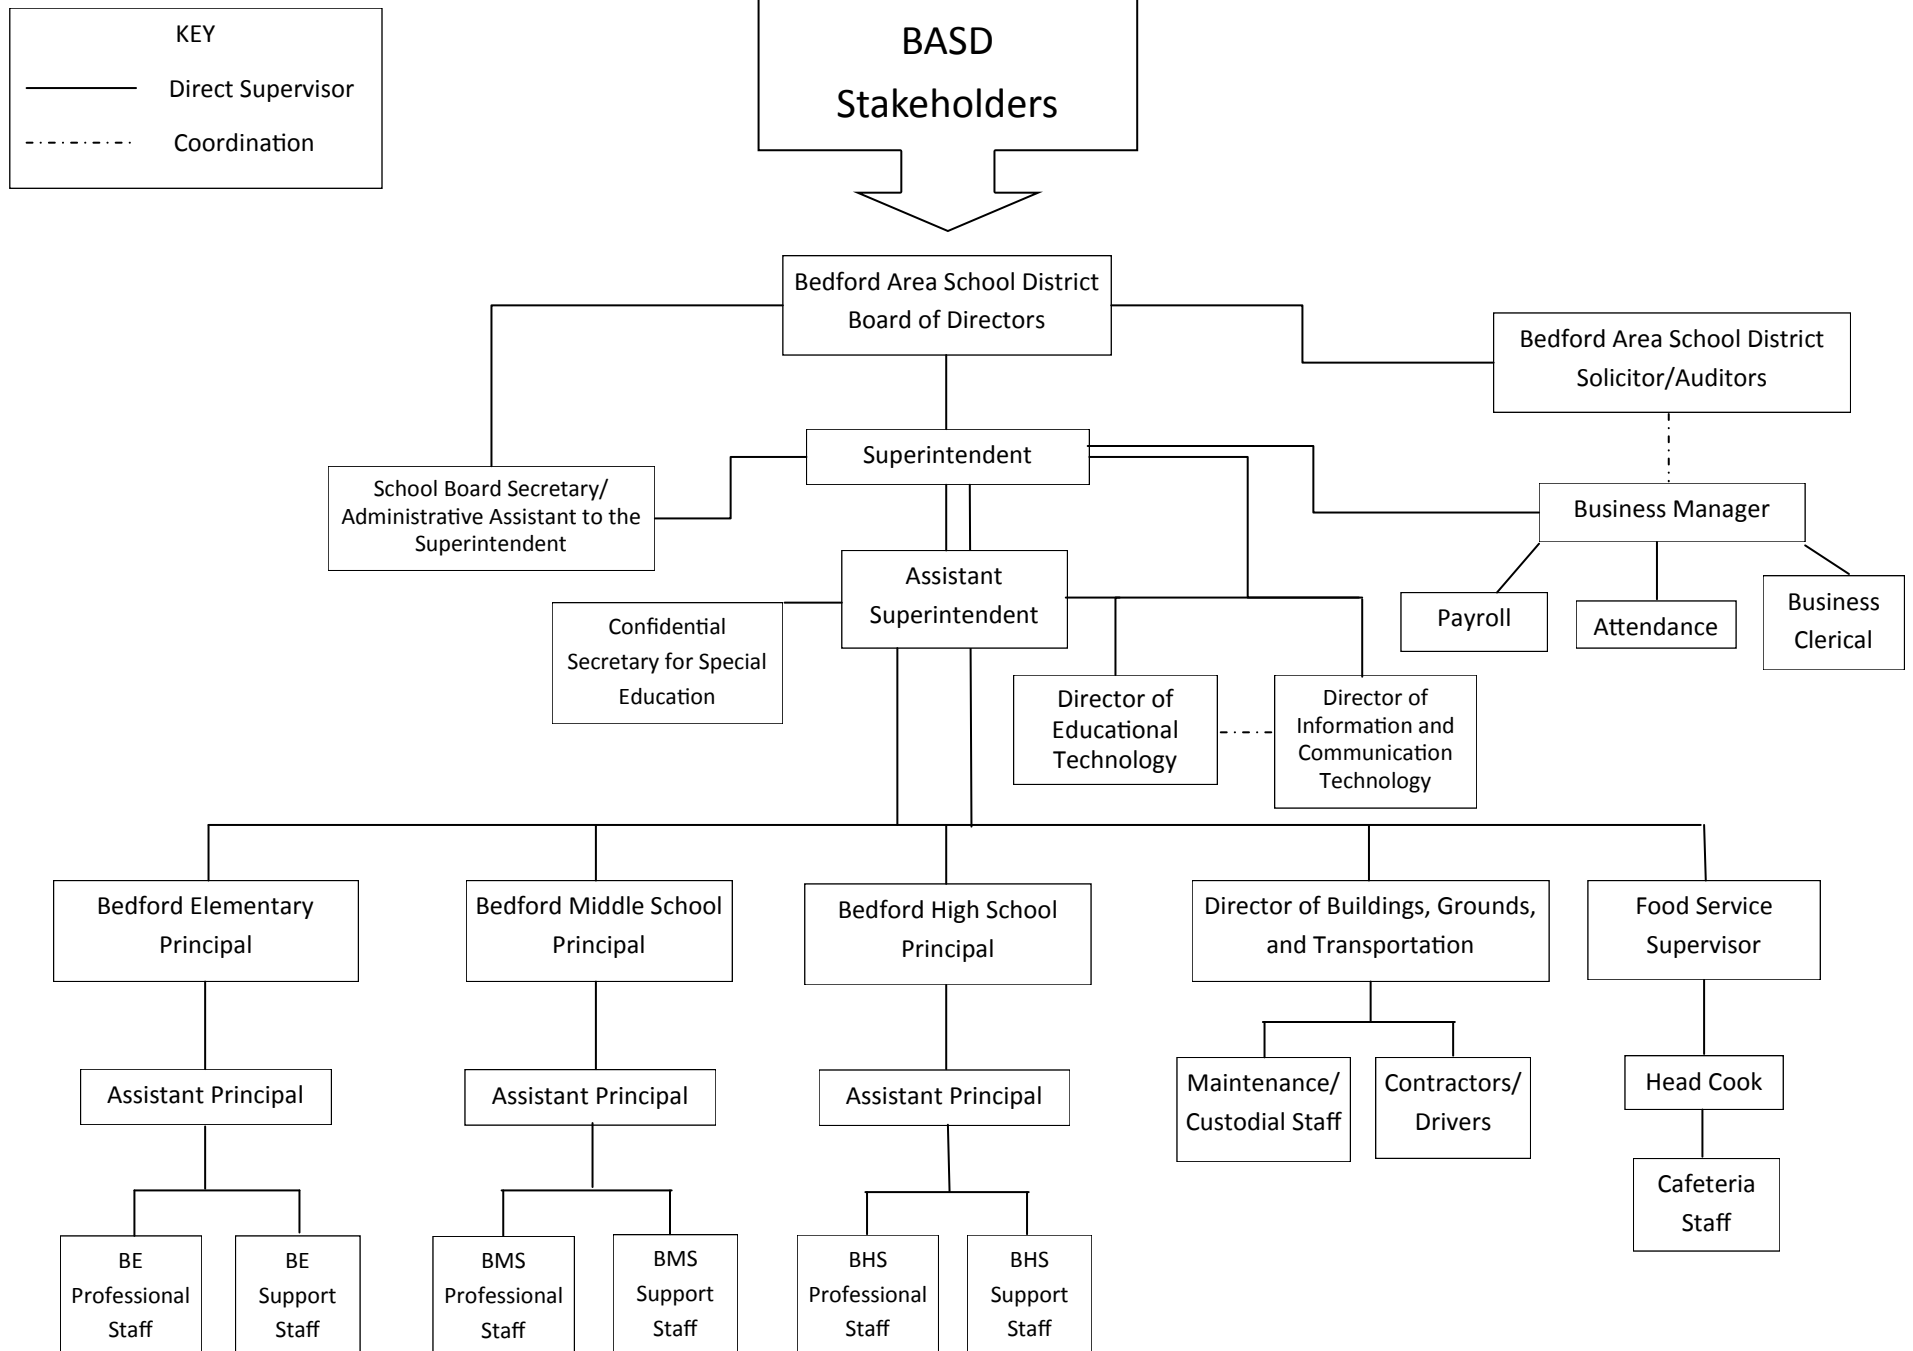 KEY
Direct Supervisor
Coordination
BASD
Stakeholders
Bedford Area School District
Board of Directors
Bedford Area School District
Solicitor/Auditors
Superintendent
School Board Secretary/
Administrative Assistant to the
Superintendent
Business Manager
Assistant
Superintendent
Confidential
Secretary for Special
Education
Payroll
Attendance
Business
Clerical
Director of
Educational
Technology
Director of
Information and
Communication
Technology
Bedford Elementary
Principal
Bedford Middle School
Principal
Bedford High School
Principal
Director of Buildings, Grounds,
and Transportation
Food Service
Supervisor
Assistant Principal
Assistant Principal
Assistant Principal
Maintenance/
Custodial Staff
Contractors/
Drivers
Head Cook
Cafeteria
Staff
BE
Professional
Staff
BE
Support
Staff
BMS
Professional
Staff
BMS
Support
Staff
BHS
Professional
Staff
BHS
Support
Staff